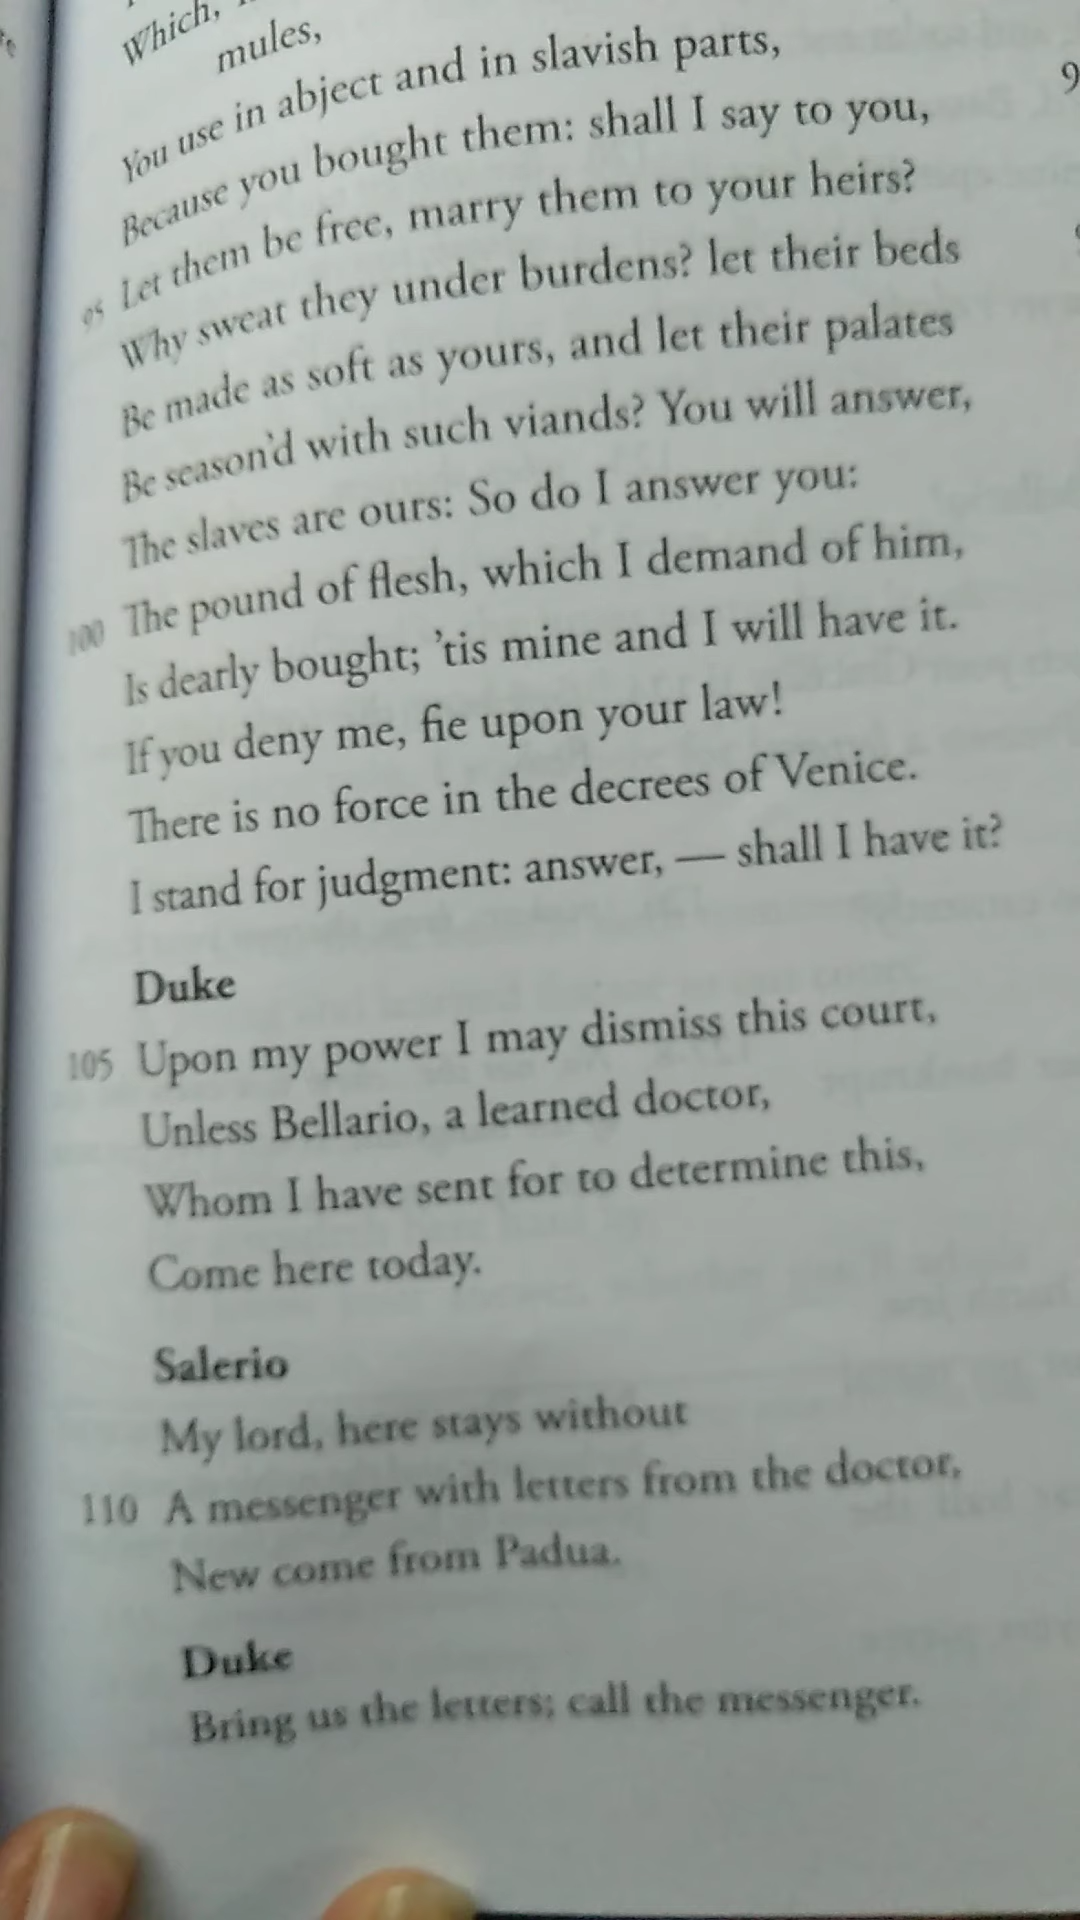 Which,
mules,
You use in abject and in slavish parts,
Because you bought them: shall I say to you,
95 Let them be free, marry them to your heirs?
Why sweat they under burdens? let their beds
Be made as soft as yours, and let their palates
Be season'd with such viands? You will answer,
The slaves are ours: So do I answer you:
100 The pound of flesh, which I demand of him,
Is dearly bought; 'tis mine and I will have it.
If you deny me, fie upon your law!
There is no force in the decrees of Venice.
I stand for judgment: answer, — shall I have it?
Duke
105 Upon my power I may dismiss this court,
Unless Bellario, a learned doctor,
Whom I have sent for to determine this,
Come here today.
Salerio
My lord, here stays without
110 A messenger with letters from the doctor,
New come from Padua.
Duke
Bring us the letters; call the messenger.